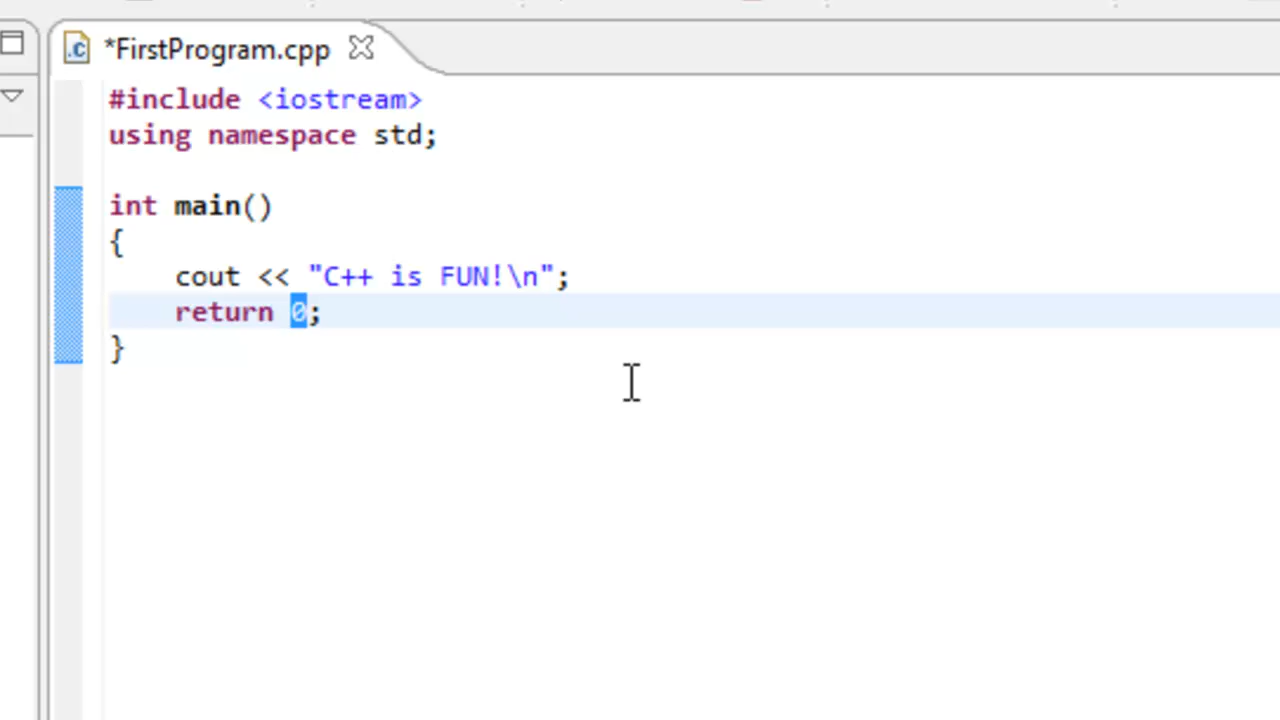 *FirstProgram.cpp
#include <iostream>
using namespace std;
int main()
{
cout << "C++ is FUN!\n";
return 0;
}